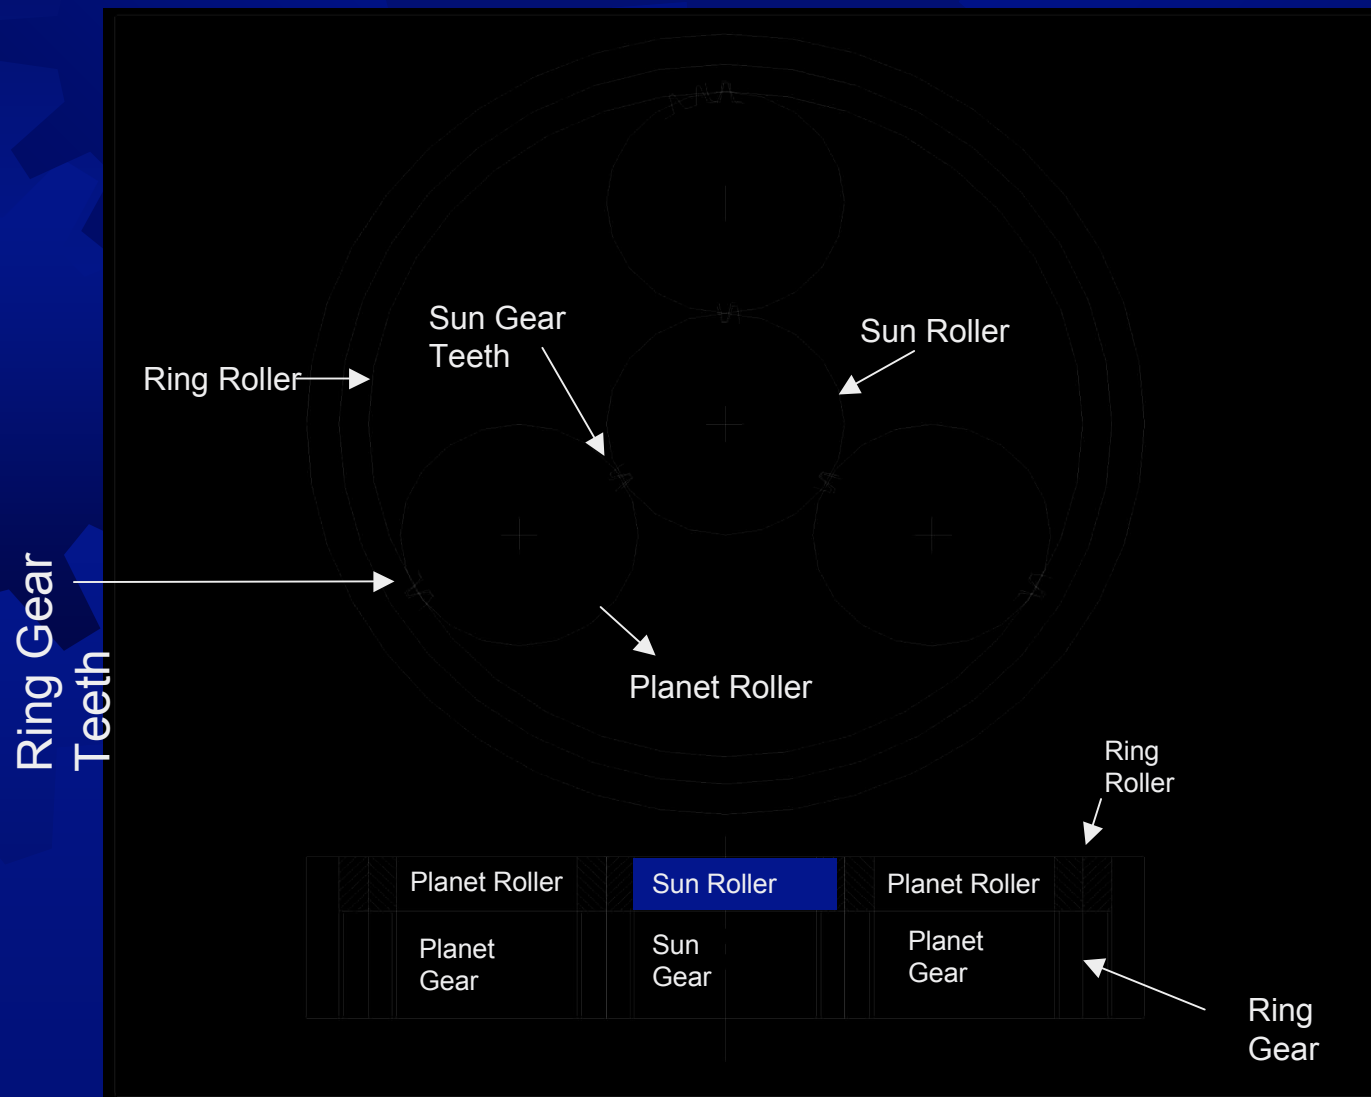 Sun Gear
Teeth
Sun Roller
Ring Roller
Ring Gear
Teeth
Planet Roller
Ring
Roller
Planet Roller
Sun Roller
Planet Roller
Planet
Gear
Sun
Gear
Planet
Gear
Ring
Gear